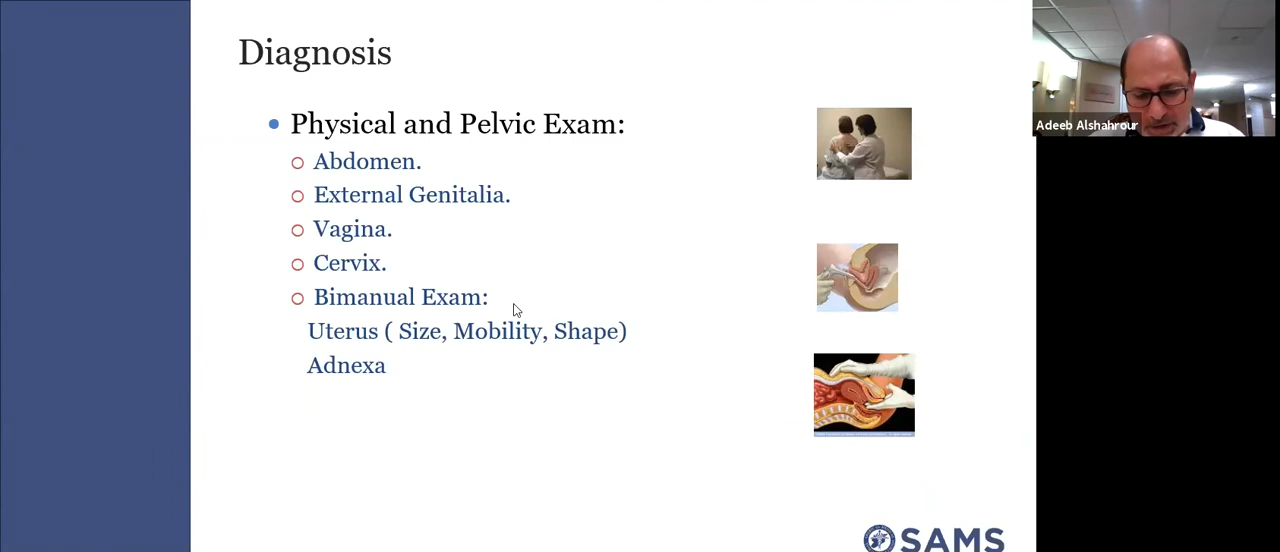 Diagnosis
Physical and Pelvic Exam:
Abdomen.
External Genitalia.
Vagina.
Cervix.
Bimanual Exam:
Uterus ( Size, Mobility, Shape)
Adnexa
Adeeb Alshahrour
SAMS